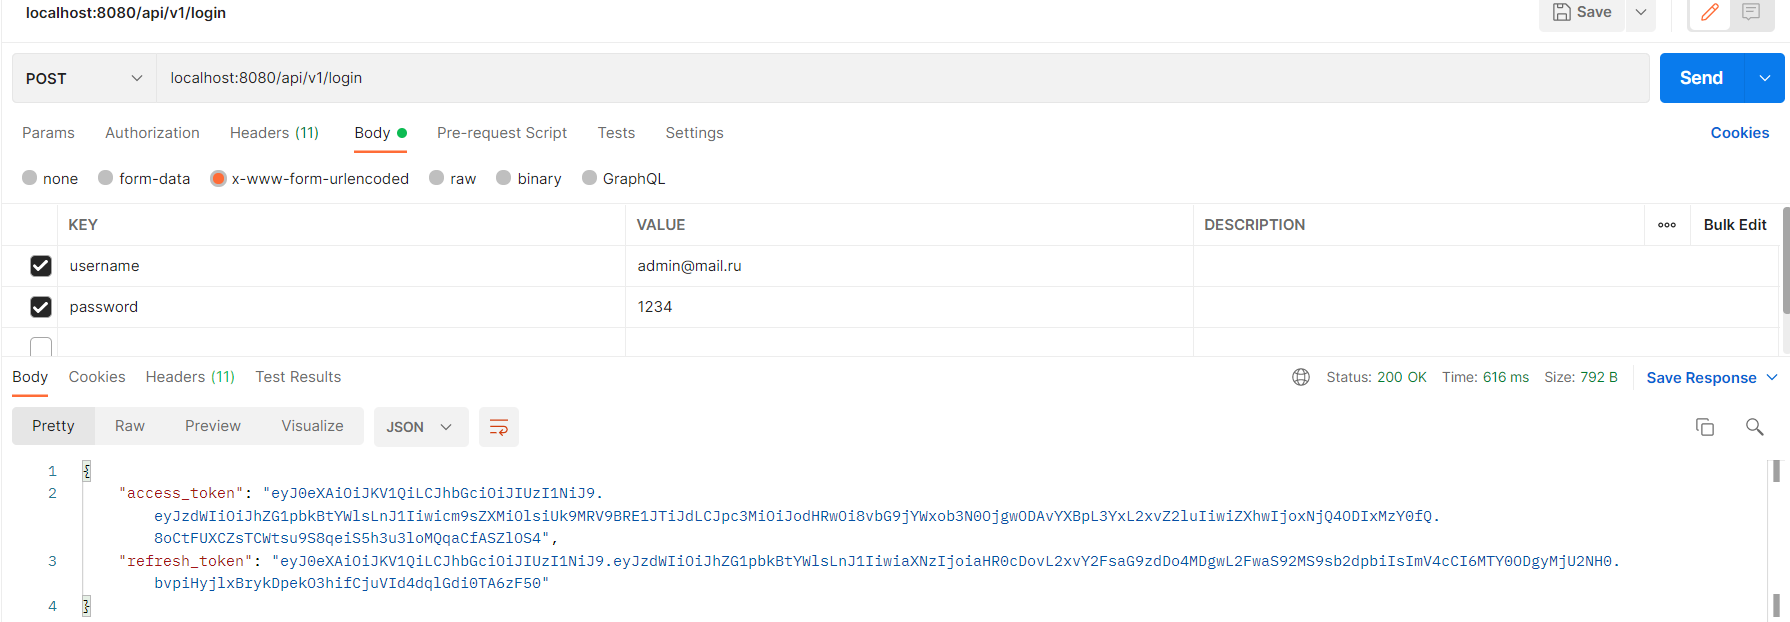 localhost:8080/api/v1/login
Save
POST localhost:8080/api/v1/login Send
Params Authorization Headers (11) Body Pre-request Script Tests Settings Cookies
none form-data x-www-form-urlencoded raw binary GraphQL
KEY VALUE DESCRIPTION Bulk Edit
username admin@mail.ru
password 1234
Body Cookies Headers (11) Test Results Status: 200 OK Time: 616 ms Size: 792 B Save Response
Pretty Raw Preview Visualize JSON
1 {
2 "access_token": "eyJ0eXAiOiJKV1QiLCJhbGciOiJIUzI1NiJ9.
eyJzdWIiOiJhZG1pbkBtYWlsLnJ1Iiwicm9sZXMiOlsiUk9MRV9BRE1JTiJdLCJpc3MiOiJodHRwOi8vbG9jYWxob3N0OjgwODAvYXBpL3YxL2xvZ2luIiwiZXhwIjoxNjQ4ODIxMzY0fQ.
8oCtFUXCZsTCWtsu9S8qeiS5h3u3loMQqaCfASZlOS4",
3 "refresh_token": "eyJ0eXAiOiJKV1QiLCJhbGciOiJIUzI1NiJ9.eyJzdWIiOiJhZG1pbkBtYWlsLnJ1IiwiaXNzIjoiaHR0cDovL2xvY2FsaG9zdDo4MDgwL2FwaS92MS9sb2dpbiIsImV4cCI6MTY0ODgyMjU2NH0.
bvpiHyjlxBrykDpekO3hifCjuVId4dqlGdi0TA6zF50"
4 }